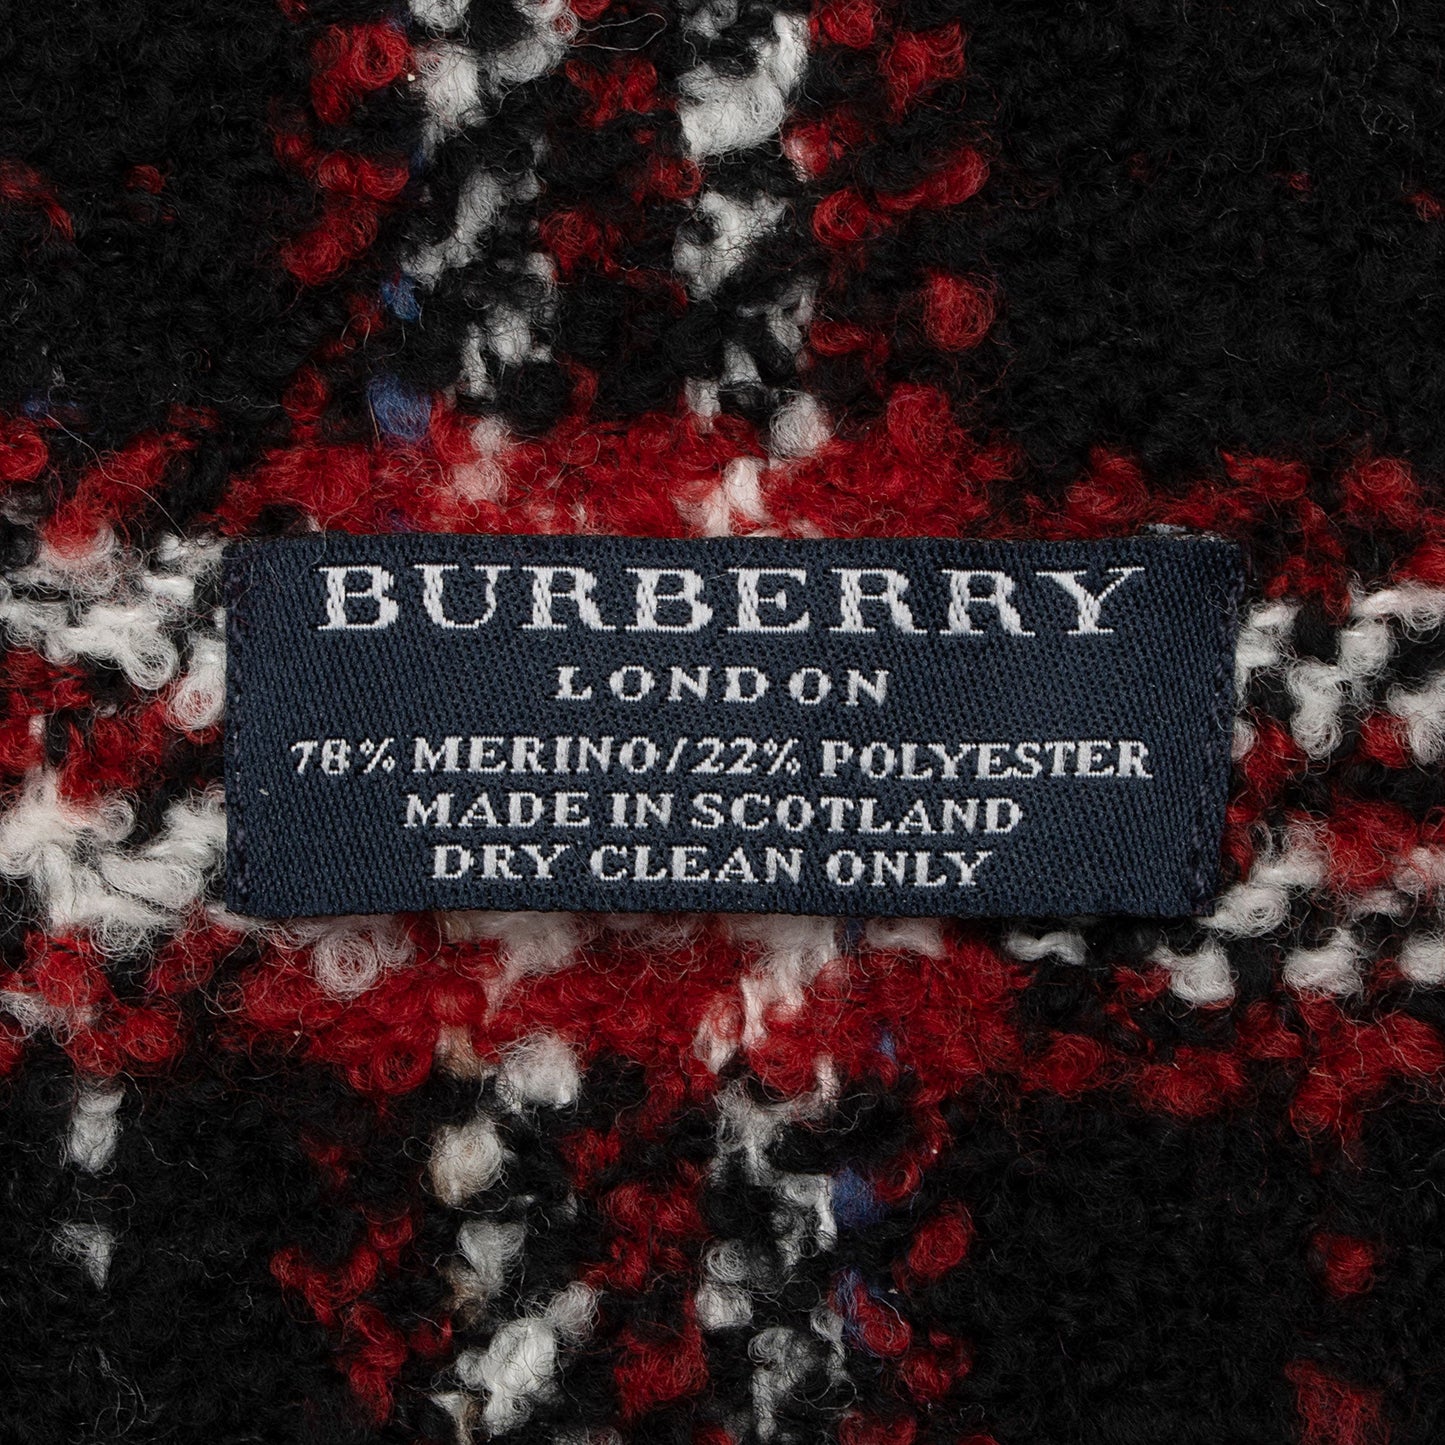 BURBERRY
LONDON
78% MERINO/22% POLYESTER
MADE IN SCOTLAND
DRY CLEAN ONLY